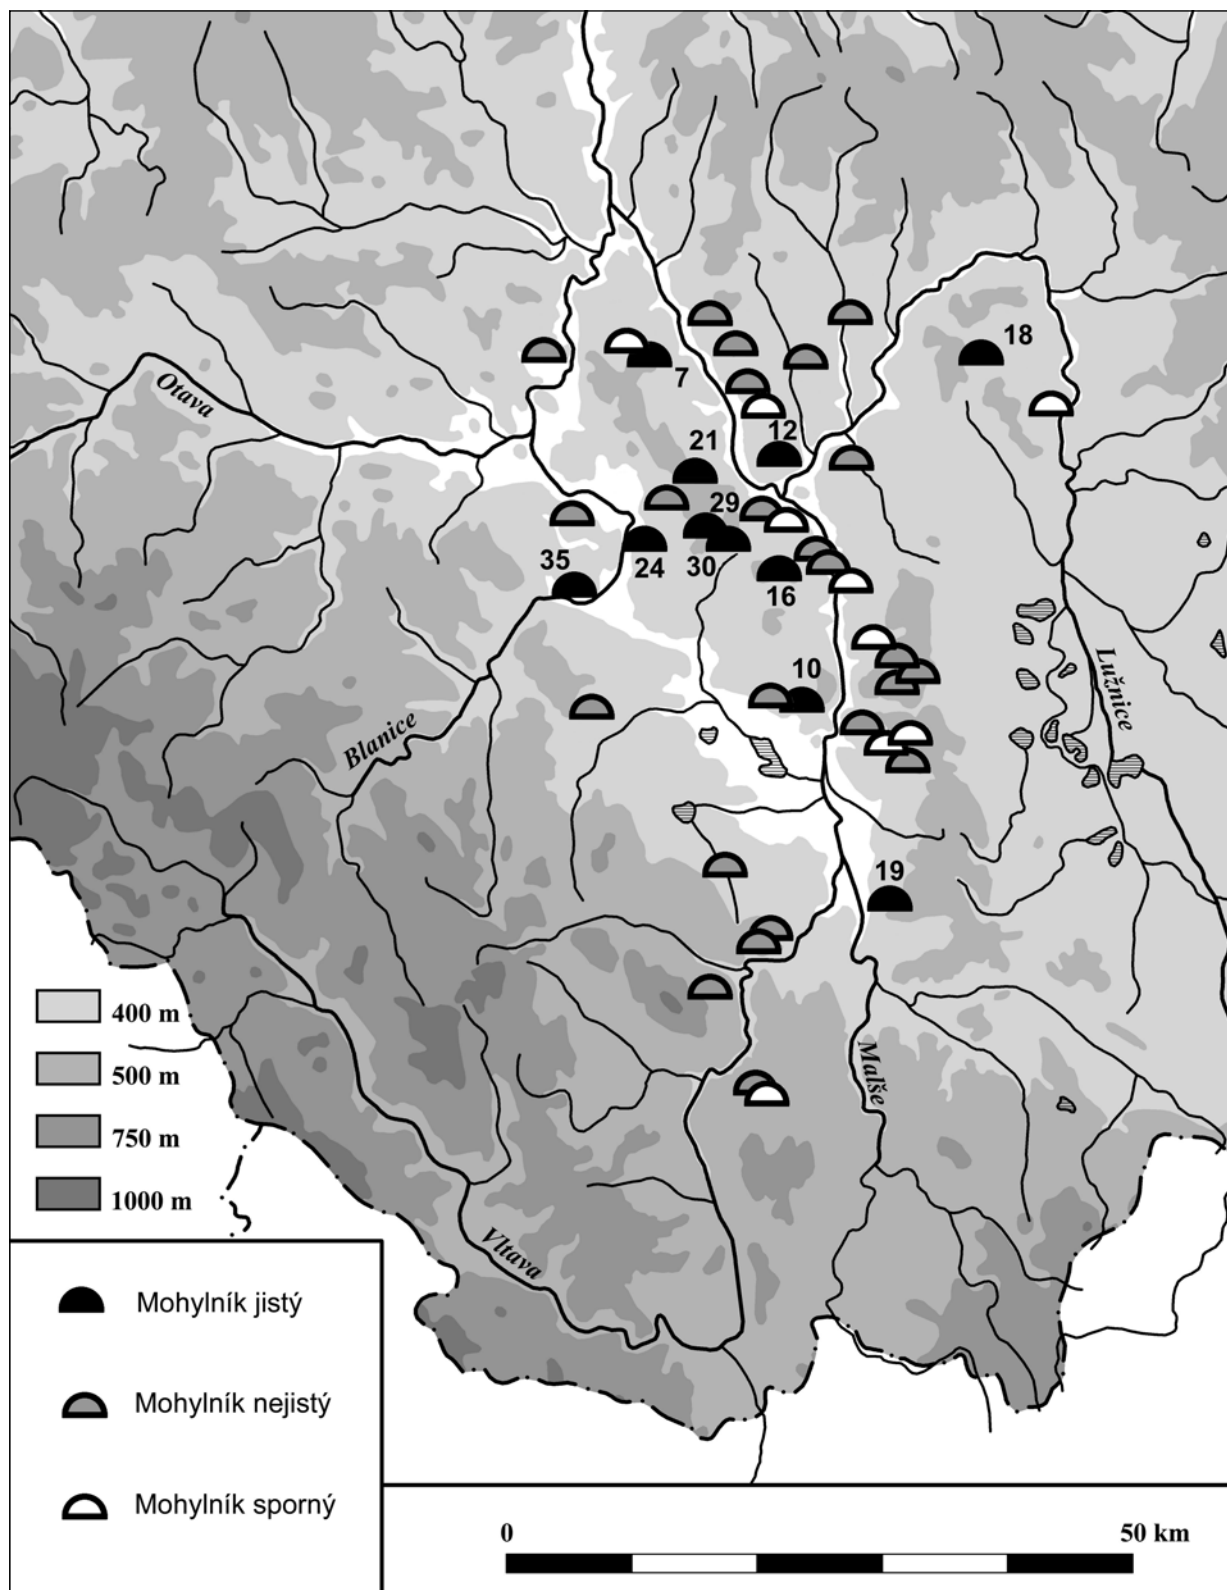 18
7
Otava
12
21
29
35
24
30
16
10
Lužnice
Blanice
19
400 m
Malše
500 m
750 m
1000 m
Vltava
Mohylník jistý
Mohylník nejistý
Mohylník sporný
0 50 km